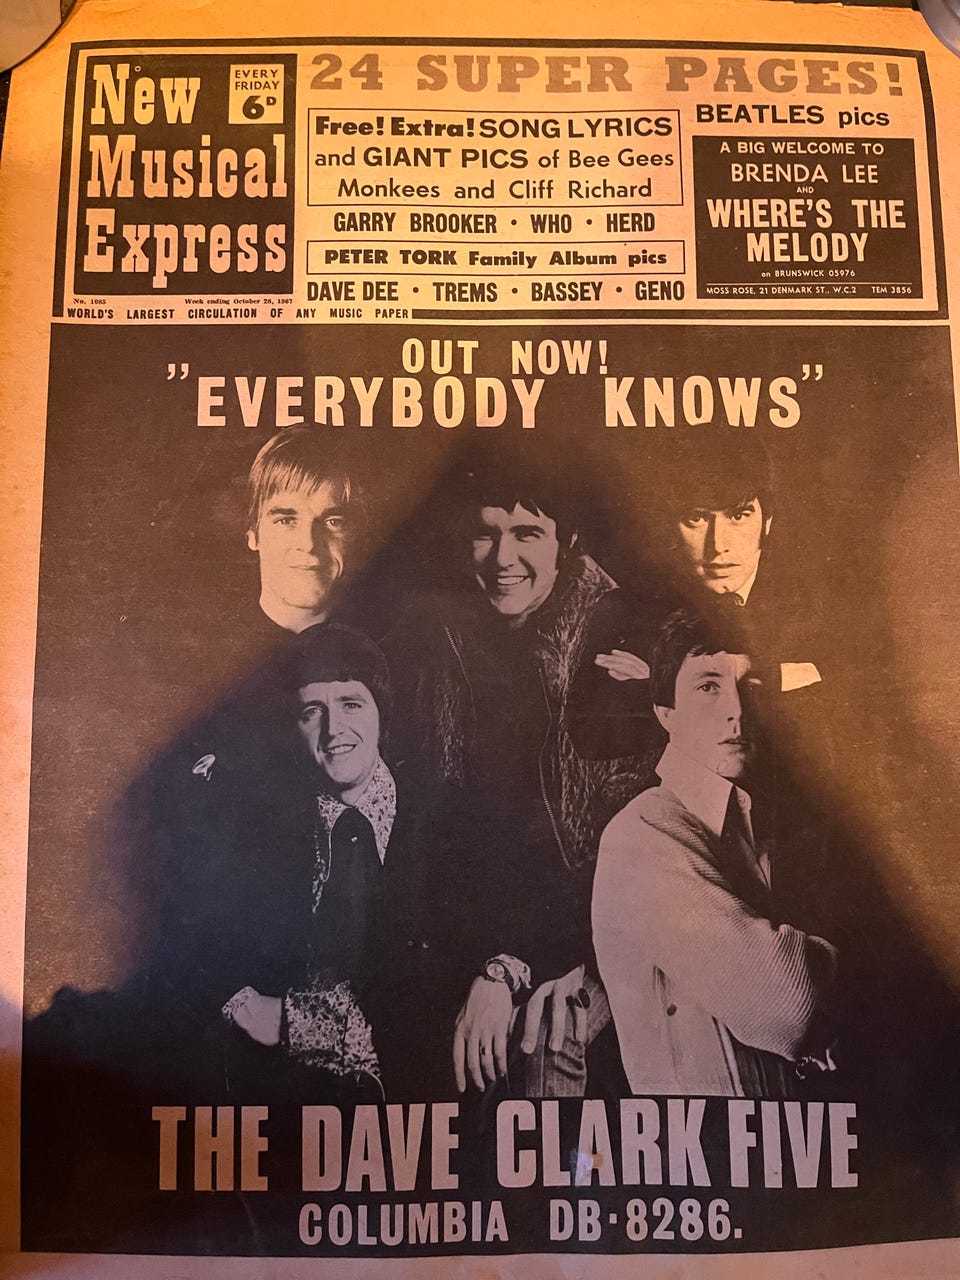 New
Musical
Express
EVERY
FRIDAY
6D
No. 1085 Week ending October 28, 1967
WORLD'S LARGEST CIRCULATION OF ANY MUSIC PAPER
24 SUPER PAGES!
Free! Extra! SONG LYRICS
and GIANT PICS of Bee Gees
Monkees and Cliff Richard
GARRY BROOKER · WHO · HERD
PETER TORK Family Album pics
DAVE DEE · TREMS · BASSEY · GENO
BEATLES pics
A BIG WELCOME TO
BRENDA LEE
AND
WHERE'S THE
MELODY
on BRUNSWICK 05976
MOSS ROSE, 21 DENMARK ST., W.C.2 TEM 3856
OUT NOW!
"EVERYBODY KNOWS"
THE DAVE CLARK FIVE
COLUMBIA DB·8286.